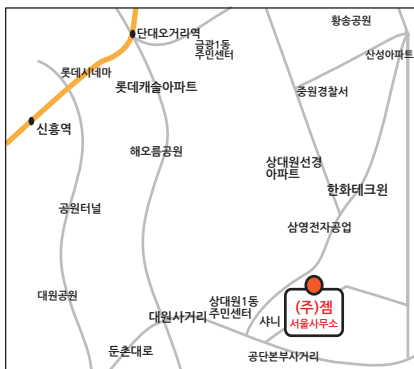 황송공원
단대오거리역
금광1동
주민센터
산성아파트
롯데시네마
롯데캐슬아파트
중원경찰서
신흥역
해오름공원
상대원선경
아파트
한화테크윈
공원터널
삼영전자공업
대원공원
상대원1동
주민센터
(주)젬
서울사무소
대원사거리
샤니
둔촌대로
공단본부사거리